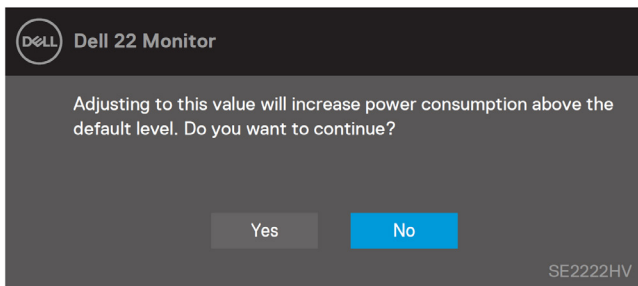 DELL Dell 22 Monitor
Adjusting to this value will increase power consumption above the
default level. Do you want to continue?
Yes No
SE2222HV